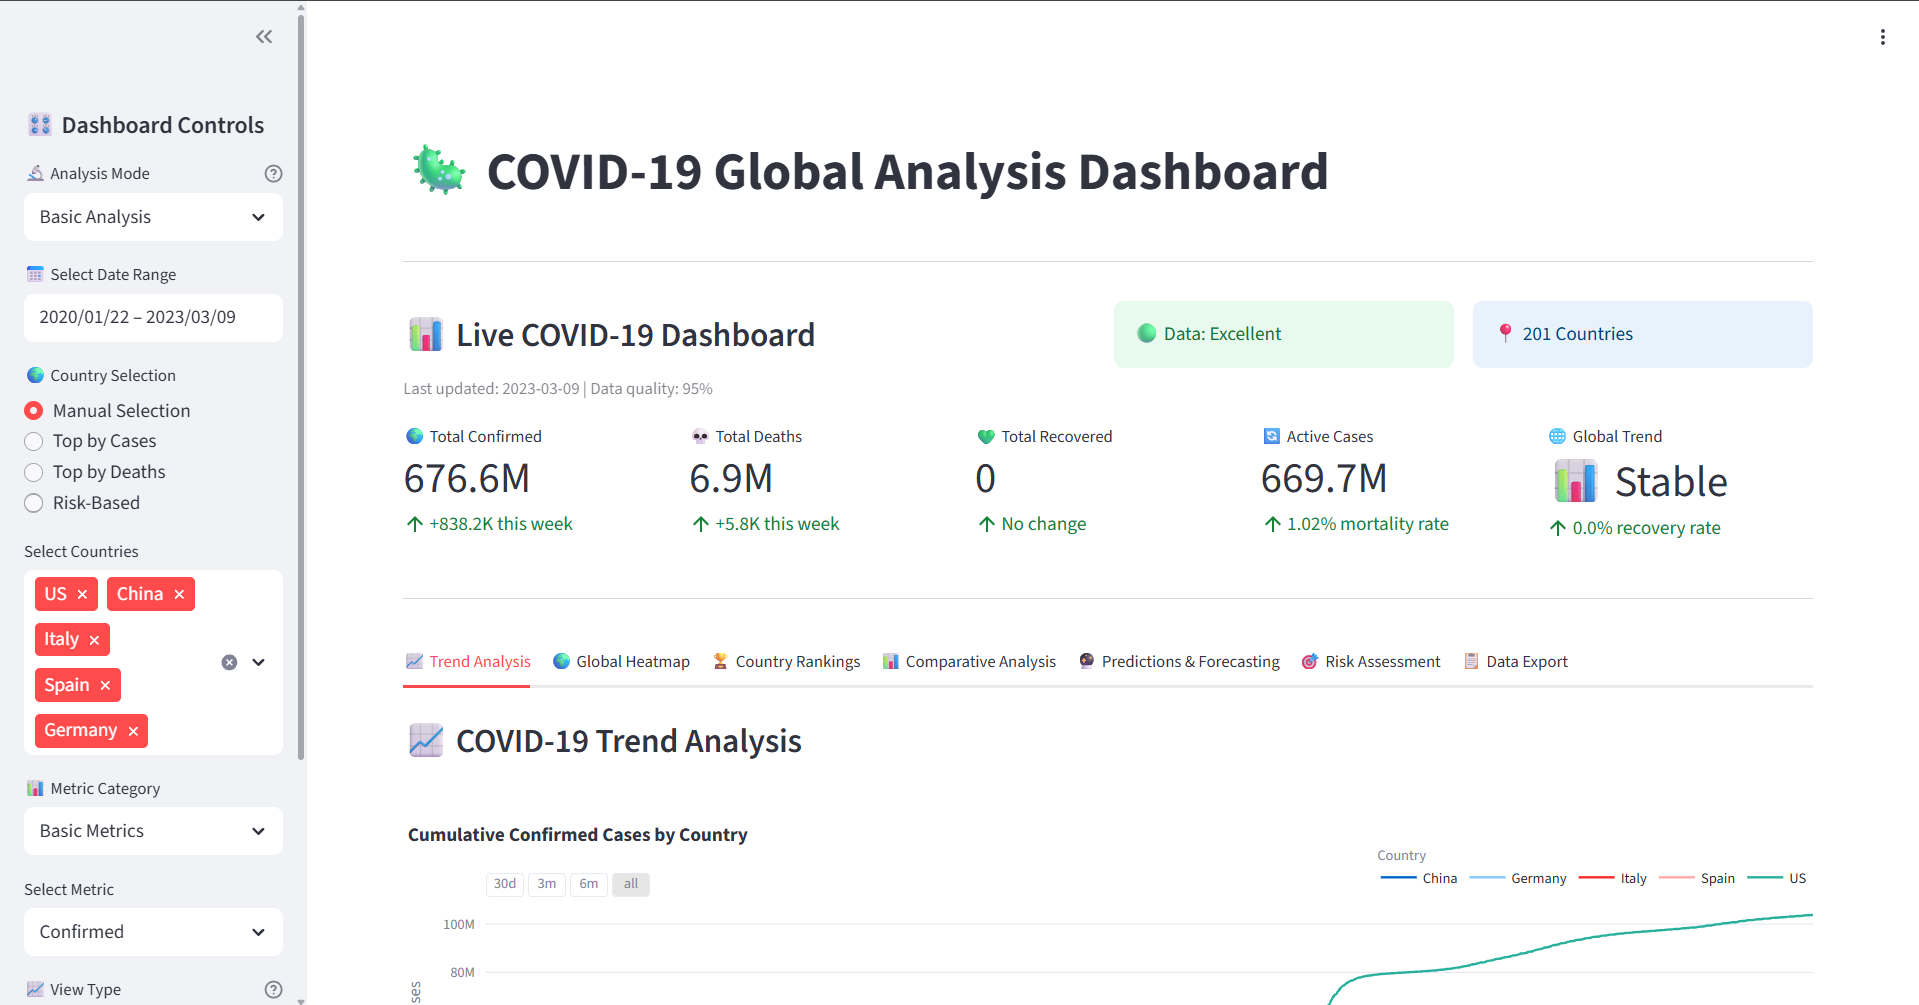 Dashboard Controls
Analysis Mode
Basic Analysis
Select Date Range
2020/01/22 – 2023/03/09
Country Selection
Manual Selection
Top by Cases
Top by Deaths
Risk-Based
Select Countries
US
China
Italy
Spain
Germany
Metric Category
Basic Metrics
Select Metric
Confirmed
View Type
COVID-19 Global Analysis Dashboard
Live COVID-19 Dashboard
Data: Excellent
201 Countries
Last updated: 2023-03-09 | Data quality: 95%
Total Confirmed
676.6M
+838.2K this week
Total Deaths
6.9M
+5.8K this week
Total Recovered
0
No change
Active Cases
669.7M
1.02% mortality rate
Global Trend
Stable
0.0% recovery rate
Trend Analysis
Global Heatmap
Country Rankings
Comparative Analysis
Predictions & Forecasting
Risk Assessment
Data Export
COVID-19 Trend Analysis
Cumulative Confirmed Cases by Country
Country
China
Germany
Italy
Spain
US
30d
3m
6m
all
100M
80M